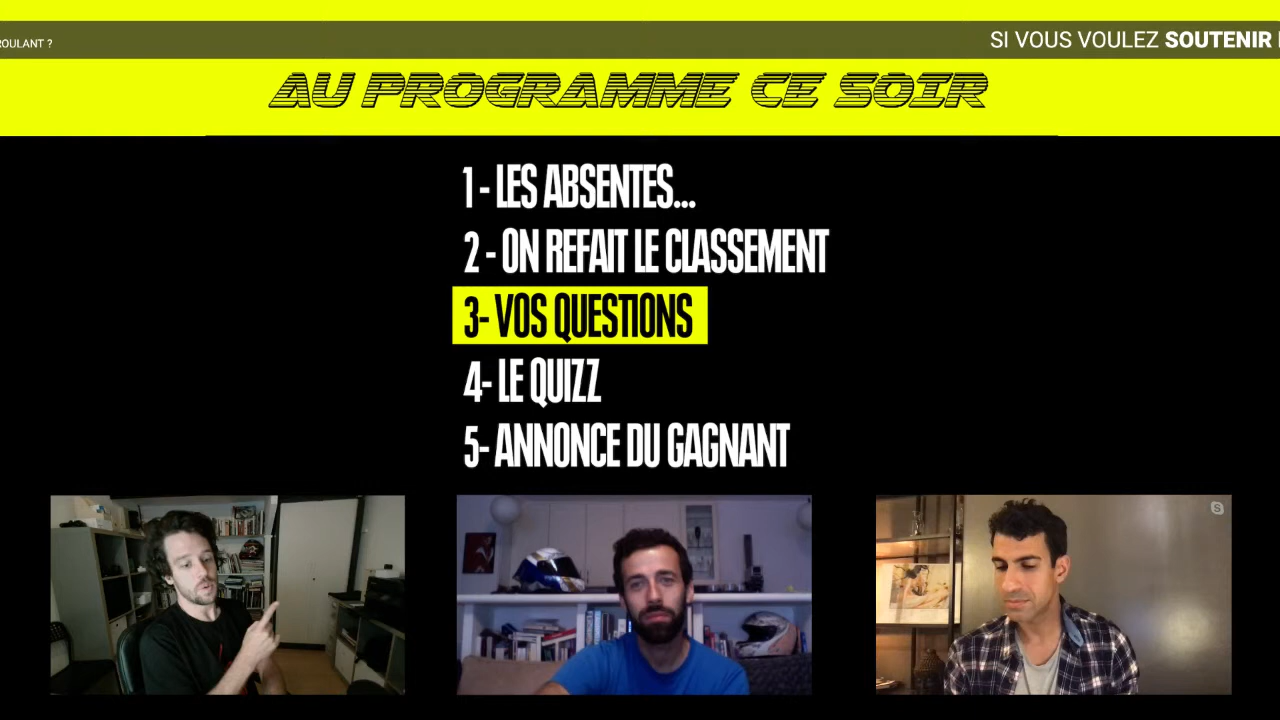 ROULANT ?
SI VOUS VOULEZ SOUTENIR
AU PROGRAMME CE SOIR
1 - LES ABSENTES...
2 - ON REFAIT LE CLASSEMENT
3- VOS QUESTIONS
4- LE QUIZZ
5- ANNONCE DU GAGNANT